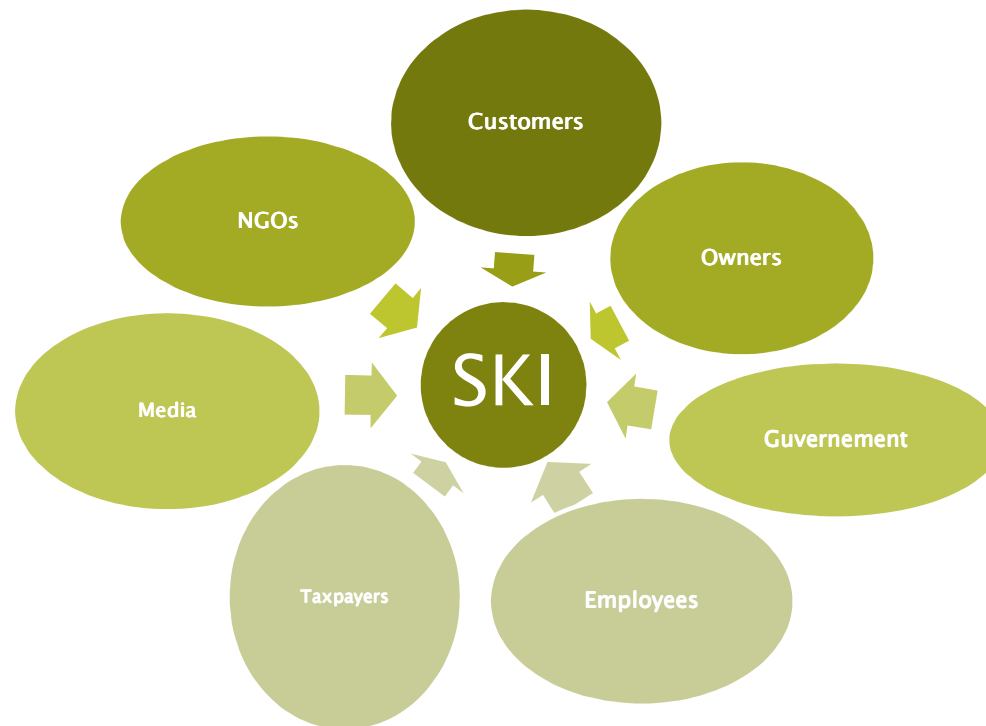 Customers
NGOs
Owners
SKI
Media
Guvernement
Taxpayers
Employees